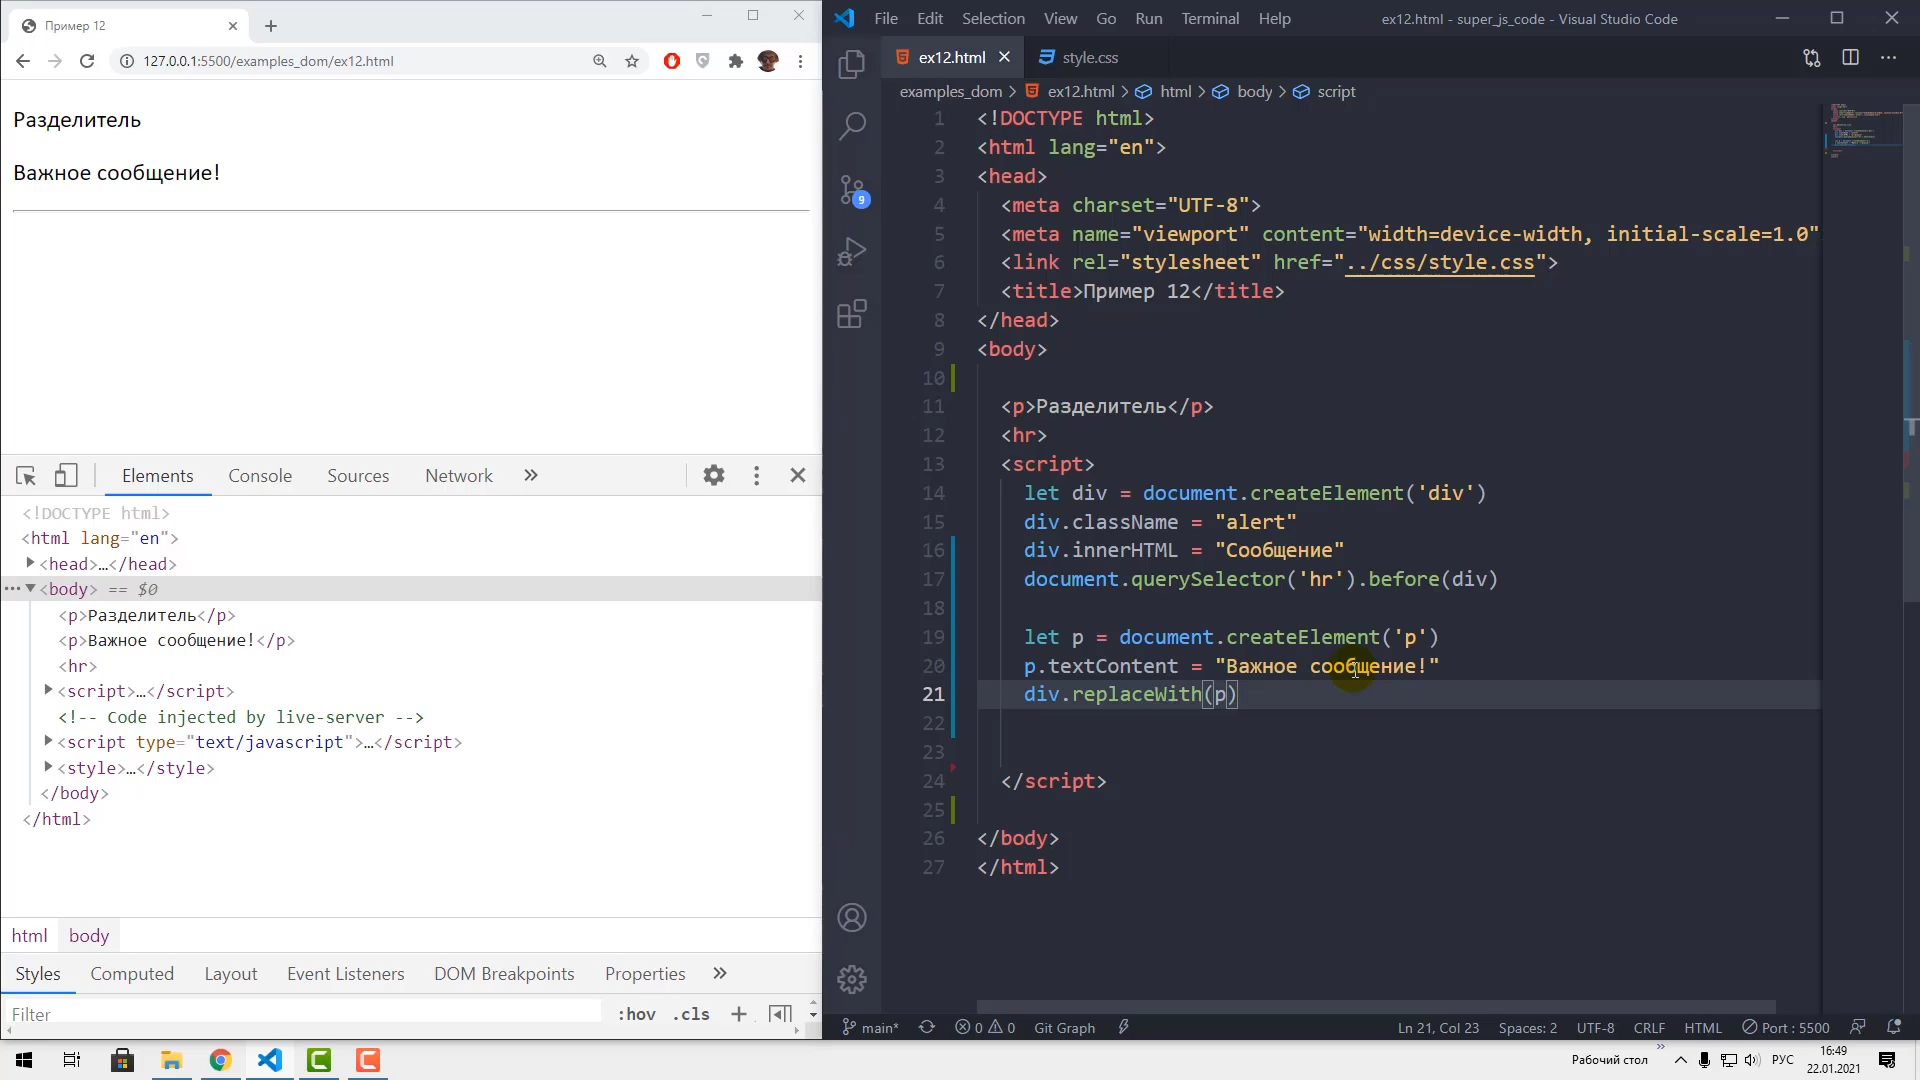 Пример 12
127.0.0.1:5500/examples_dom/ex12.html
Разделитель
Важное сообщение!
Elements Console Sources Network
<!DOCTYPE html>
<html lang="en">
<head>…</head>
<body> == $0
<p>Разделитель</p>
<p>Важное сообщение!</p>
<hr>
<script>…</script>
<!-- Code injected by live-server -->
<script type="text/javascript">…</script>
<style>…</style>
</body>
</html>
html body
Styles Computed Layout Event Listeners DOM Breakpoints Properties
Filter :hov .cls
File Edit Selection View Go Run Terminal Help ex12.html - super_js_code - Visual Studio Code
ex12.html style.css
examples_dom > ex12.html > html > body > script
9
1 <!DOCTYPE html>
2 <html lang="en">
3 <head>
4 <meta charset="UTF-8">
5 <meta name="viewport" content="width=device-width, initial-scale=1.0"
6 <link rel="stylesheet" href="../css/style.css">
7 <title>Пример 12</title>
8 </head>
9 <body>
10
11 <p>Разделитель</p>
12 <hr>
13 <script>
14 let div = document.createElement('div')
15 div.className = "alert"
16 div.innerHTML = "Сообщение"
17 document.querySelector('hr').before(div)
18
19 let p = document.createElement('p')
20 p.textContent = "Важное сообщение!"
21 div.replaceWith(p)
22
23
24 </script>
25
26 </body>
27 </html>
main* 0 0 Git Graph Ln 21, Col 23 Spaces: 2 UTF-8 CRLF HTML Port : 5500
Рабочий стол РУС 16:49
22.01.2021